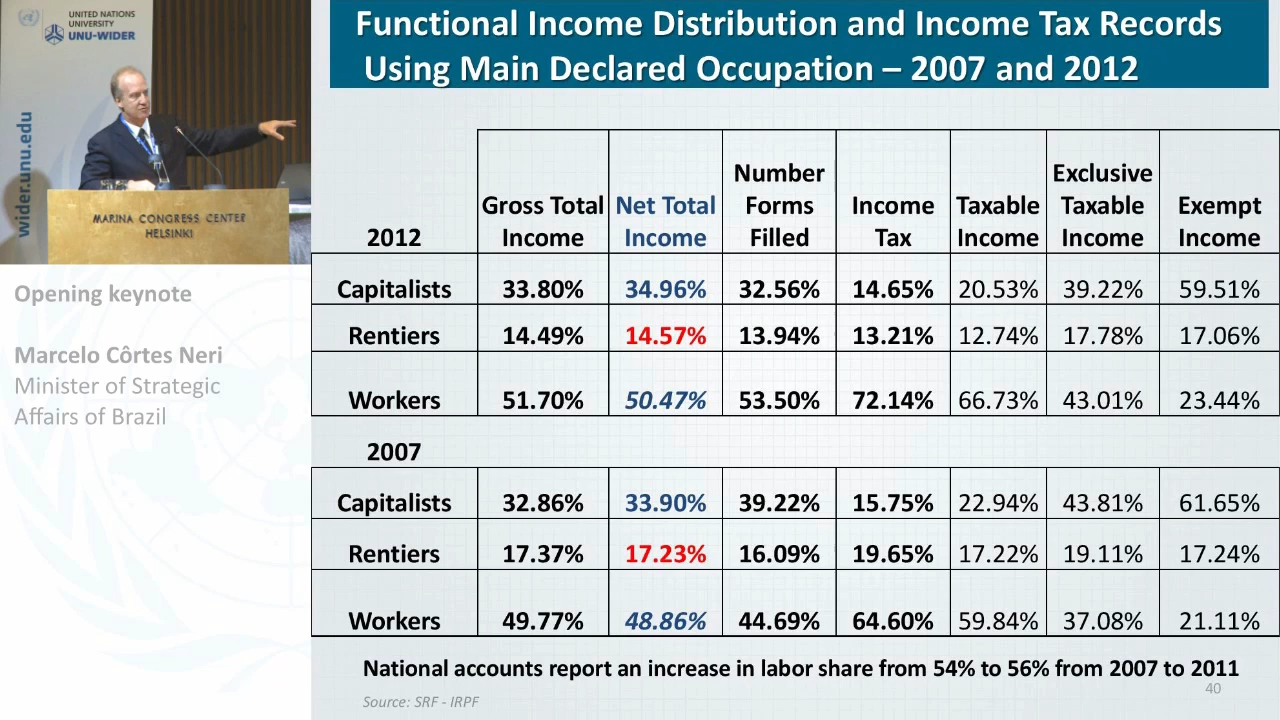 UNITED NATIONS
UNIVERSITY
UNU-WIDER
wider.unu.edu
MARINA CONGRESS CENTER
HELSINKI
Opening keynote
Marcelo Côrtes Neri
Minister of Strategic
Affairs of Brazil
Functional Income Distribution and Income Tax Records
Using Main Declared Occupation – 2007 and 2012
2012 Gross Total Income Net Total Income Number Forms Filled Income Tax Taxable Income Exclusive Taxable Income Exempt Income
Capitalists 33.80% 34.96% 32.56% 14.65% 20.53% 39.22% 59.51%
Rentiers 14.49% 14.57% 13.94% 13.21% 12.74% 17.78% 17.06%
Workers 51.70% 50.47% 53.50% 72.14% 66.73% 43.01% 23.44%
2007
Capitalists 32.86% 33.90% 39.22% 15.75% 22.94% 43.81% 61.65%
Rentiers 17.37% 17.23% 16.09% 19.65% 17.22% 19.11% 17.24%
Workers 49.77% 48.86% 44.69% 64.60% 59.84% 37.08% 21.11%
National accounts report an increase in labor share from 54% to 56% from 2007 to 2011
40
Source: SRF - IRPF